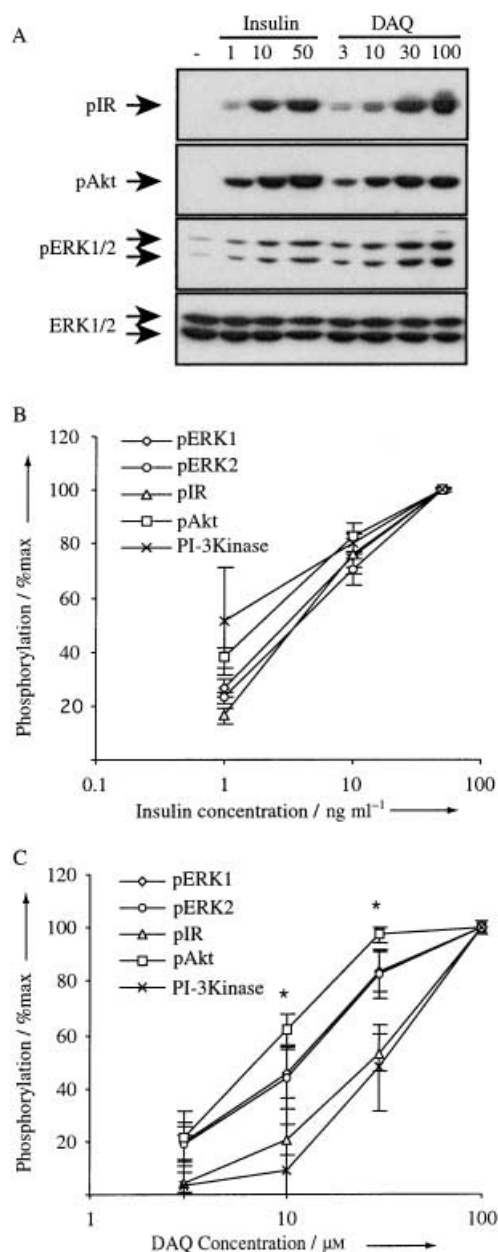 A
Insulin DAQ
- 1 10 50 3 10 30 100
pIR
pAkt
pERK1/2
ERK1/2
B
120
100
80
60
40
20
pERK1
pERK2
pIR
pAkt
PI-3Kinase
Phosphorylation / %max
0.1 1 10 100
Insulin concentration / ng ml⁻¹
C
120
100
80
60
40
20
pERK1
pERK2
pIR
pAkt
PI-3Kinase
*
*
Phosphorylation / %max
1 10 100
DAQ Concentration / μM